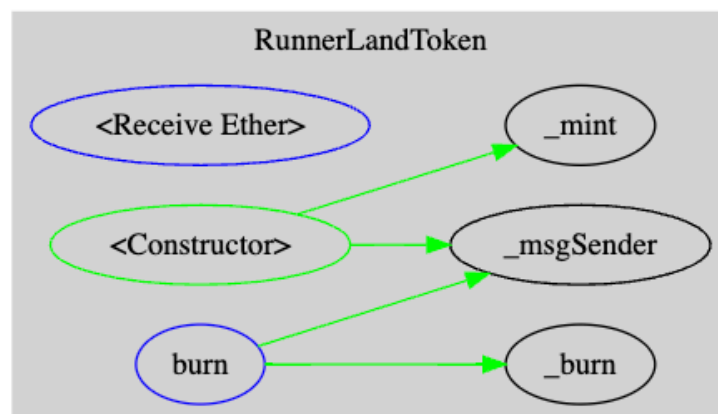 RunnerLandToken
<Receive Ether>
_mint
<Constructor>
_msgSender
burn
_burn